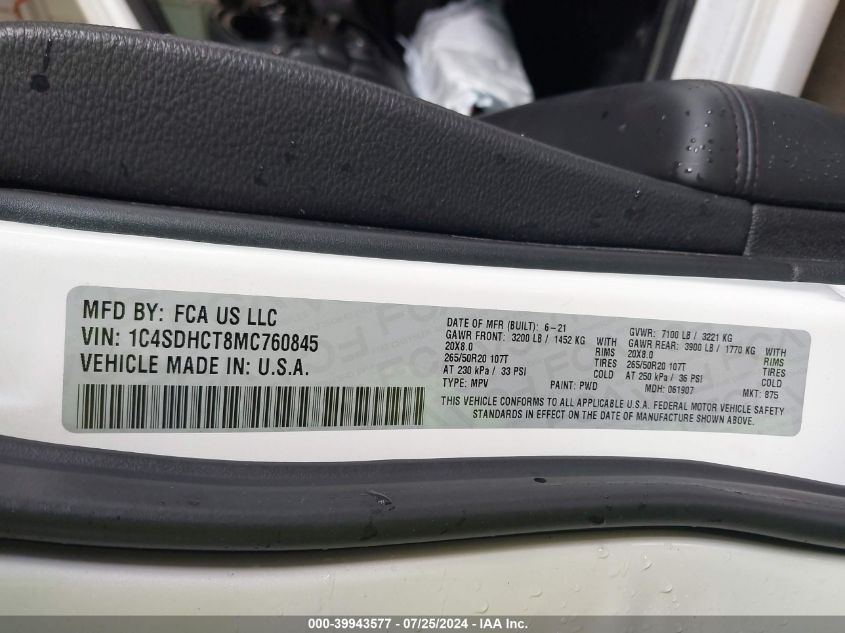 MFD BY: FCA US LLC
VIN: 1C4SDHCT8MC760845
VEHICLE MADE IN: U.S.A.
DATE OF MFR (BUILT): 6-21
GAWR FRONT: 3200 LB / 1452 KG WITH
20X8.0 RIMS
265/50R20 107T TIRES
AT 230 kPa / 33 PSI COLD
TYPE: MPV PAINT: PWD
GVWR: 7100 LB / 3221 KG
GAWR REAR: 3900 LB / 1770 KG WITH
20X8.0 RIMS
265/50R20 107T TIRES
AT 250 kPa / 36 PSI COLD
MDH: 061907 MKT: 875
THIS VEHICLE CONFORMS TO ALL APPLICABLE U.S.A. FEDERAL MOTOR VEHICLE SAFETY
STANDARDS IN EFFECT ON THE DATE OF MANUFACTURE SHOWN ABOVE.
000-39943577 - 07/25/2024 - IAA Inc.